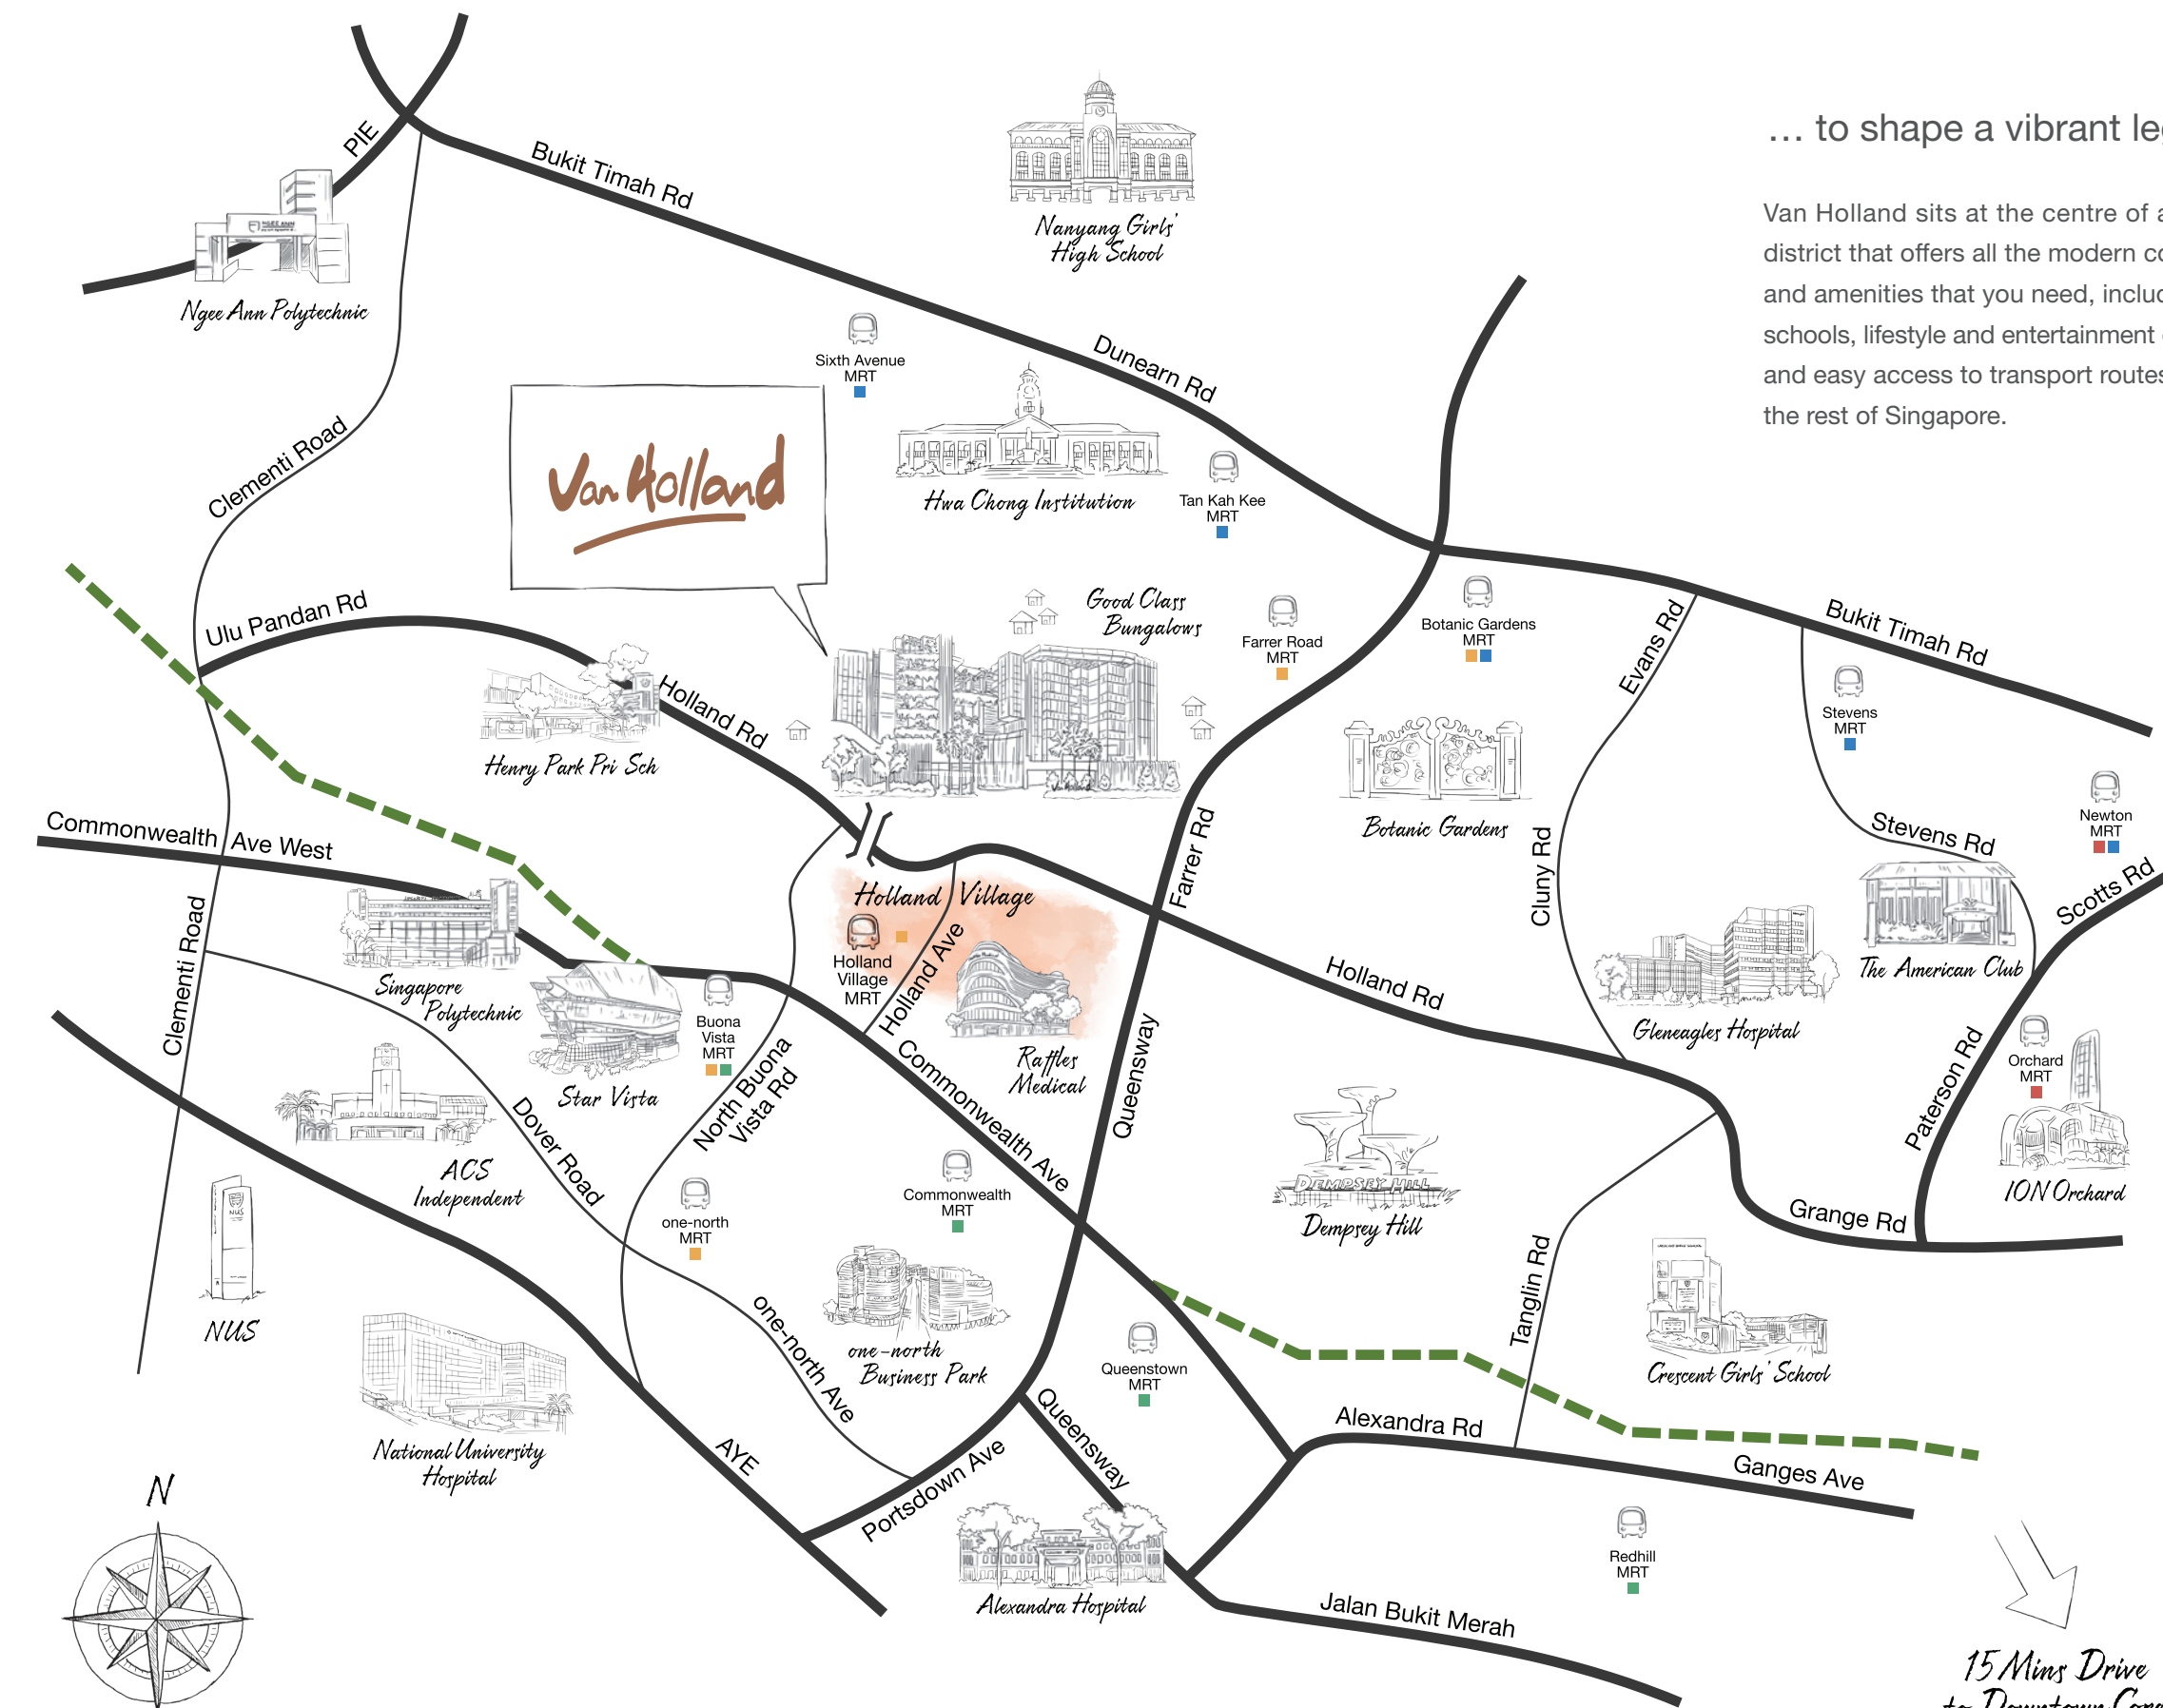 PIE
Bukit Timah Rd
NGEE ANN
Ngee Ann Polytechnic
Nanyang Girls'
High School
… to shape a vibrant
Van Holland sits at the centre of
district that offers all the modern
and amenities that you need,
schools, lifestyle and entertainment
and easy access to transport routes
the rest of Singapore.
Sixth Avenue
MRT
Dunearn Rd
Clementi Road
Van Holland
Hwa Chong Institution
Tan Kah Kee
MRT
Ulu Pandan Rd
Good Class
Bungalows
Farrer Road
MRT
Botanic Gardens
MRT
Evans Rd
Bukit Timah Rd
Stevens
MRT
Henry Park Pri Sch
Holland Rd
Van Holland
Botanic Gardens
Farrer Rd
Cluny Rd
Stevens Rd
Newton
MRT
Scotts Rd
Commonwealth Ave West
Clementi Road
Singapore
Polytechnic
Holland Village
Holland
Village
MRT
Holland Ave
Raffles
Medical
Holland Rd
Gleneagles Hospital
The American Club
Star Vista
Buona
Vista
MRT
North Buona
Vista Rd
Commonwealth Ave
Queensway
Paterson Rd
Orchard
MRT
ION Orchard
ACS
Independent
Dover Road
one-north
MRT
Commonwealth
MRT
DEMPSEY HILL
Dempsey Hill
Grange Rd
Tanglin Rd
NUS
NUS
National University
Hospital
one-north Ave
one-north
Business Park
Queenstown
MRT
Crescent Girls' School
AYE
Portsdown Ave
Queensway
Alexandra Rd
Ganges Ave
Alexandra Hospital
Redhill
MRT
Jalan Bukit Merah
N
15 Mins Drive
to Downtown